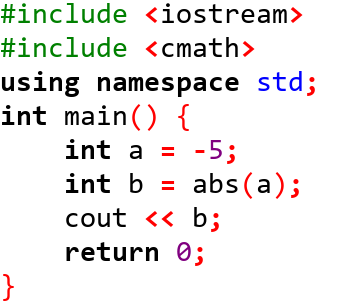 #include <iostream>
#include <cmath>
using namespace std;
int main() {
    int a = -5;
    int b = abs(a);
    cout << b;
    return 0;
}